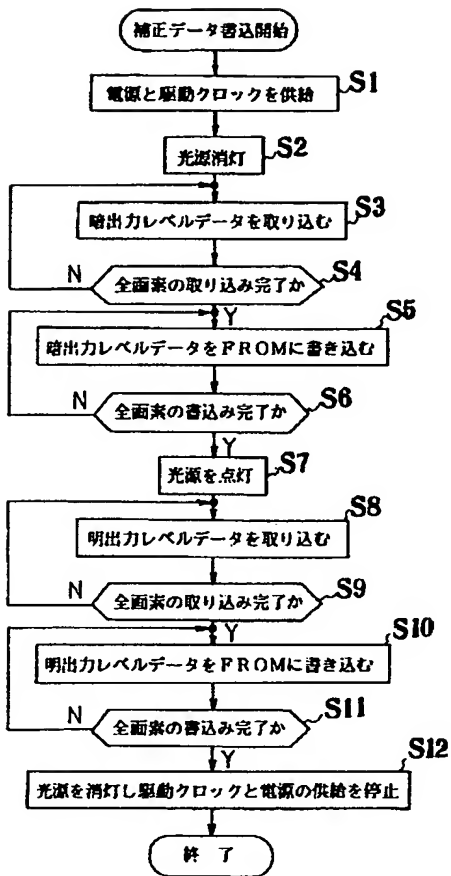 補正データ書込開始
S1
電源と駆動クロックを供給
S2
光源消灯
S3
暗出力レベルデータを取り込む
S4
N
全画素の取り込み完了か
Y
S5
暗出力レベルデータをFROMに書き込む
S6
N
全画素の書込み完了か
Y
S7
光源を点灯
S8
明出力レベルデータを取り込む
S9
N
全画素の取り込み完了か
Y
S10
明出力レベルデータをFROMに書き込む
S11
N
全画素の書込み完了か
Y
S12
光源を消灯し駆動クロックと電源の供給を停止
終 了